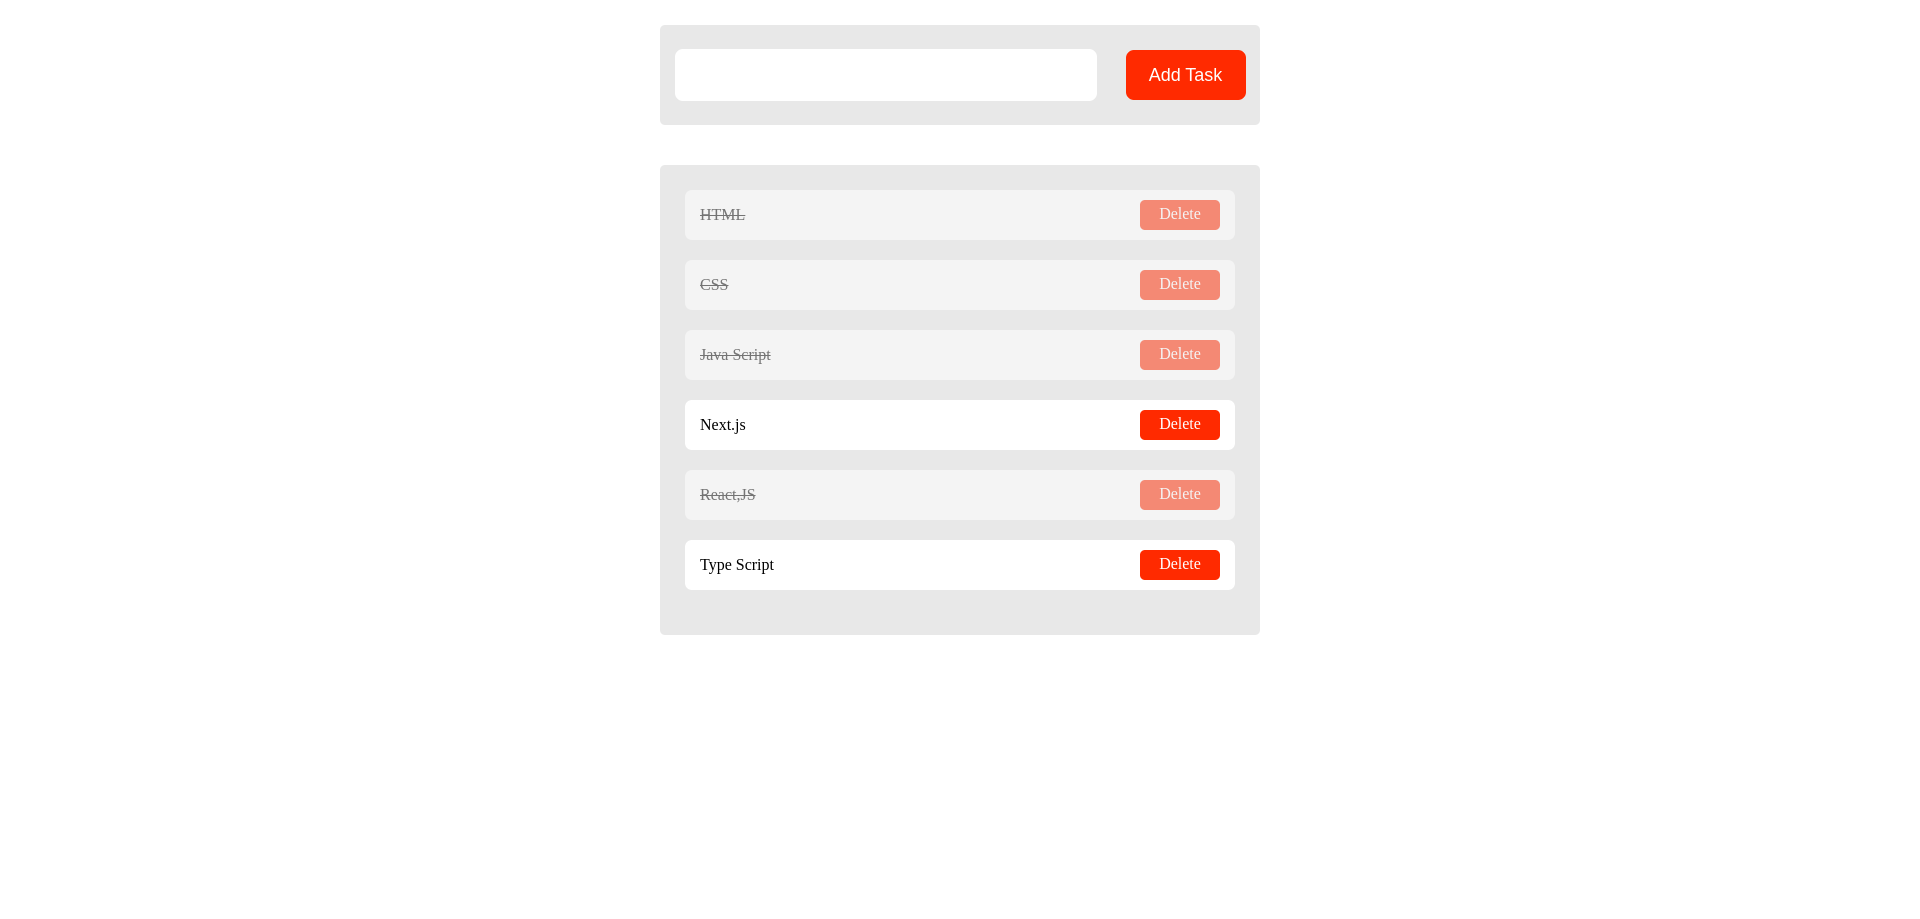 Add Task
HTML Delete
CSS Delete
Java Script Delete
Next.js Delete
React,JS Delete
Type Script Delete